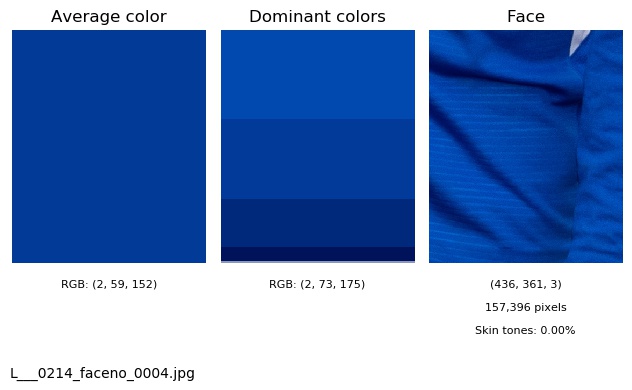 Average color
Dominant colors
Face
RGB: (2, 59, 152)
RGB: (2, 73, 175)
(436, 361, 3)
157,396 pixels
Skin tones: 0.00%
L___0214_faceno_0004.jpg